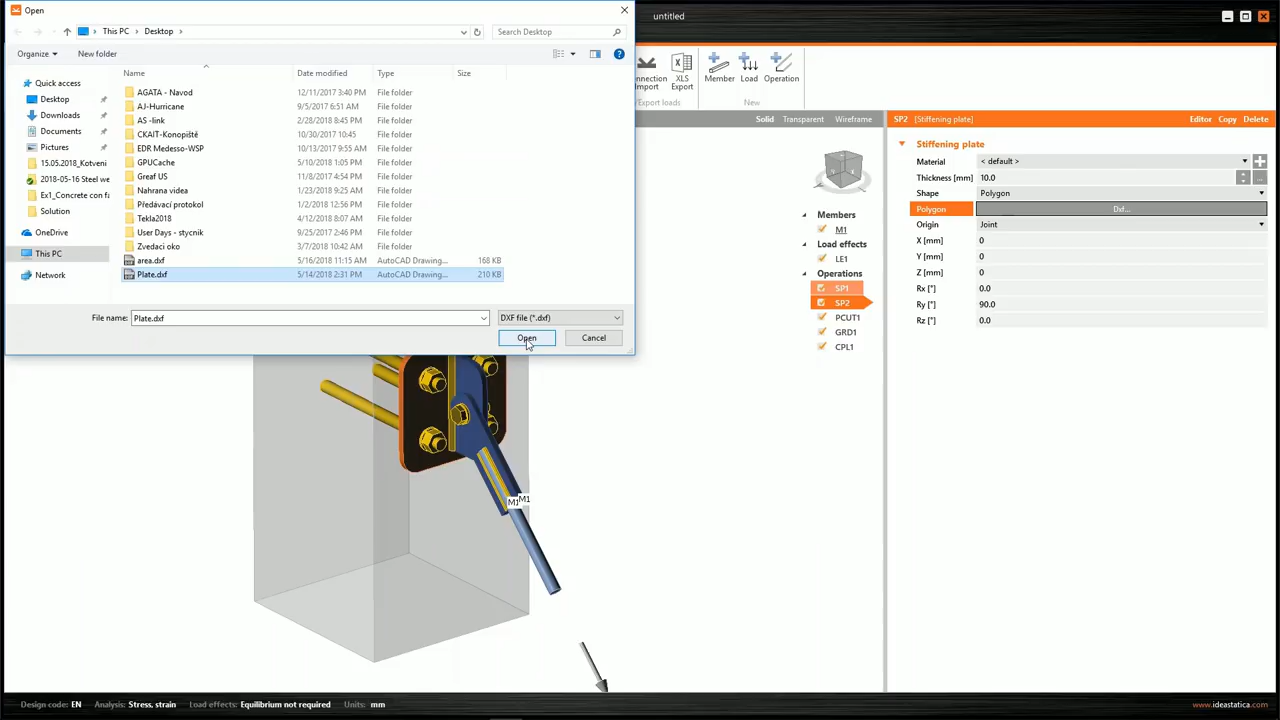 Open
untitled
This PC > Desktop >
Search Desktop
Organize
New folder
Name
Date modified
Type
Size
Quick access
Desktop
Downloads
Documents
Pictures
15.05.2018_Kotveni
2018-05-16 Steel we
Ex1_Concrete con fa
Solution
OneDrive
This PC
Network
AGATA - Navod 12/11/2017 3:40 PM File folder
AJ-Hurricane 9/5/2017 6:51 AM File folder
AS -link 2/28/2018 8:45 PM File folder
CKAIT-Konopiště 10/30/2017 10:45 File folder
EDR Medesso-WSP 10/13/2017 9:55 AM File folder
GPUCache 5/10/2018 1:05 PM File folder
Greaf US 11/8/2017 4:54 PM File folder
Nahrana videa 1/23/2018 9:25 AM File folder
Předávací protokol 1/2/2018 12:56 PM File folder
Tekla2018 4/12/2018 8:07 AM File folder
User Days - stycnik 9/25/2017 2:46 PM File folder
Zvedaci oko 3/7/2018 10:42 AM File folder
area.dxf 5/16/2018 11:15 AM AutoCAD Drawing... 168 KB
Plate.dxf 5/14/2018 2:31 PM AutoCAD Drawing... 210 KB
File name: Plate.dxf
DXF file (*.dxf)
Open
Cancel
Import
XLS
Export
Member
Load
Operation
/Export loads
New
Solid
Transparent
Wireframe
Members
M1
Load effects
LE1
Operations
SP1
SP2
PCUT1
GRD1
CPL1
SP2 [Stiffening plate]
Editor
Copy
Delete
Stiffening plate
Material < default >
Thickness [mm] 10.0
Shape Polygon
Polygon Dxf...
Origin Joint
X [mm] 0
Y [mm] 0
Z [mm] 0
Rx [°] 0.0
Ry [°] 90.0
Rz [°] 0.0
M1
M1
Design code: EN Analysis: Stress, strain Load effects: Equilibrium not required Units: mm
www.ideastatica.com